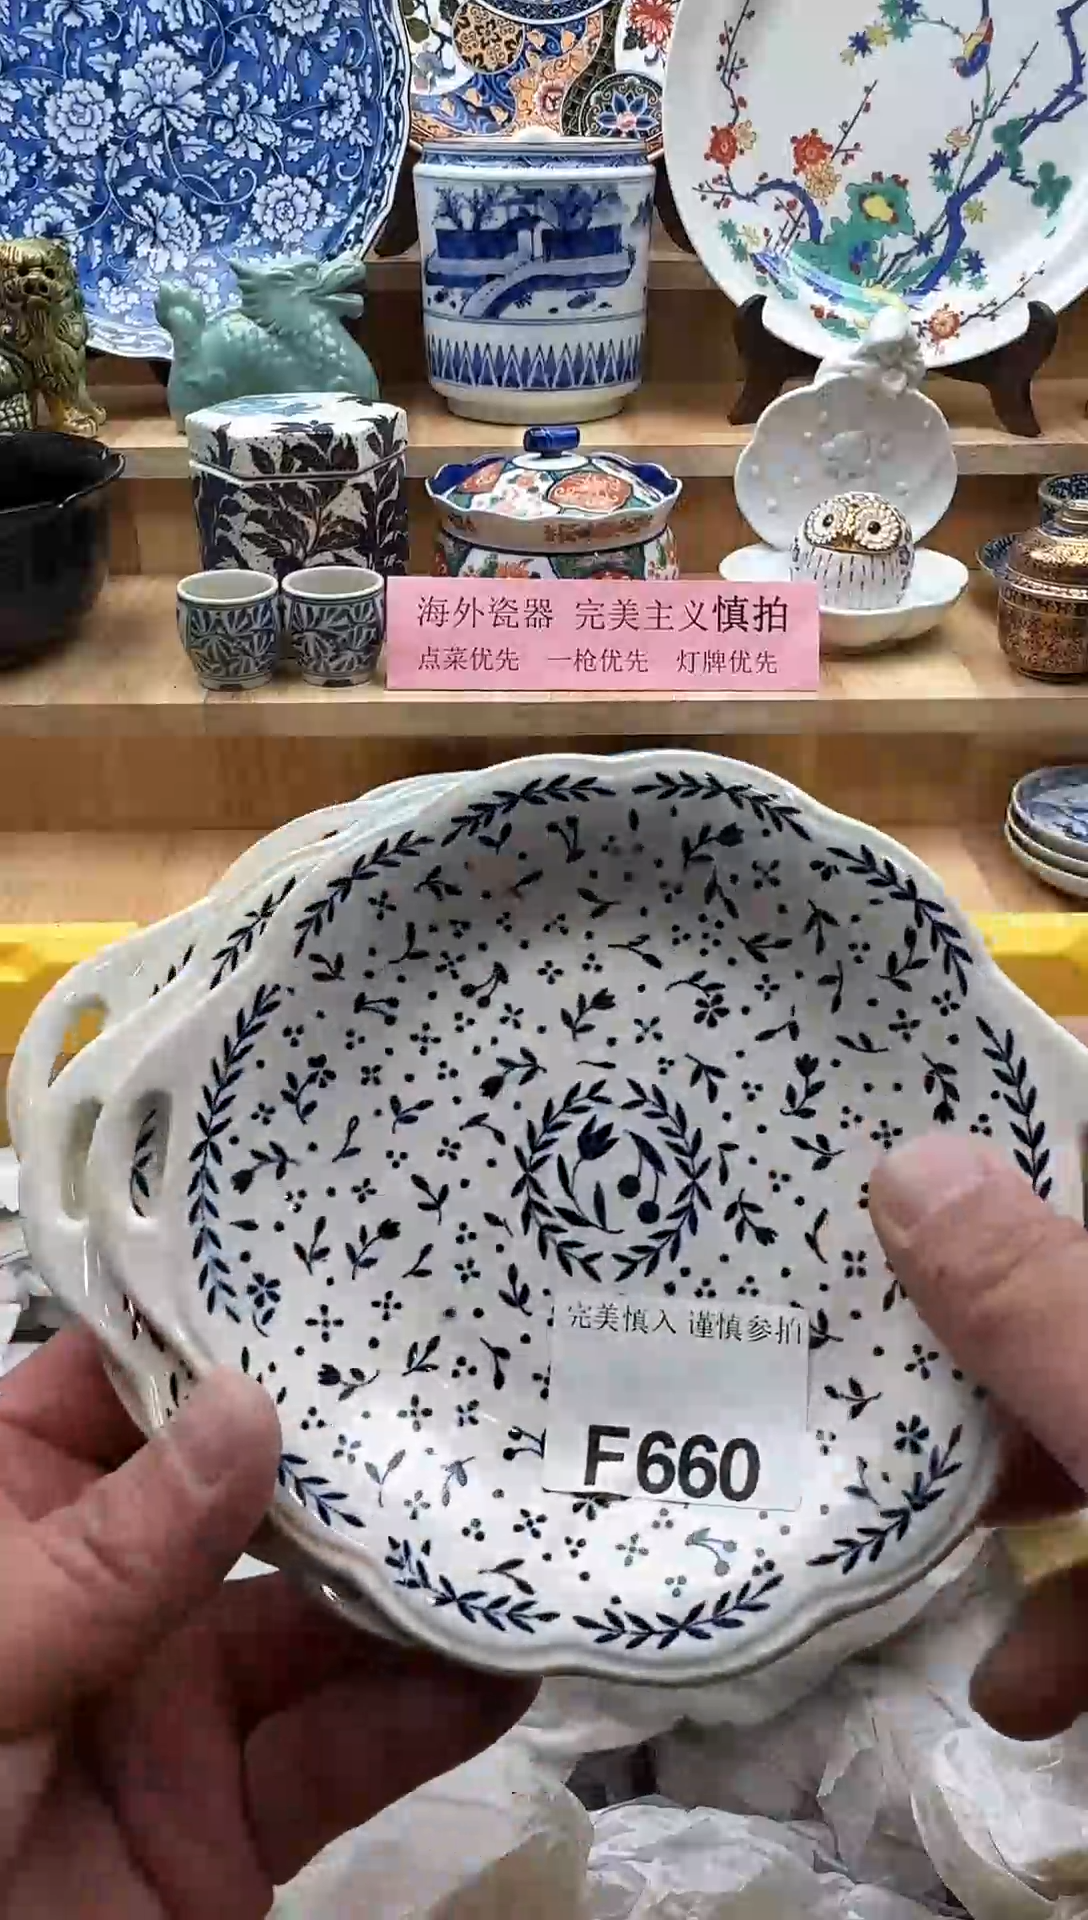 海外瓷器 完美主义慎拍
点菜优先 一枪优先 灯牌优先
完美慎入 谨慎参拍
F660